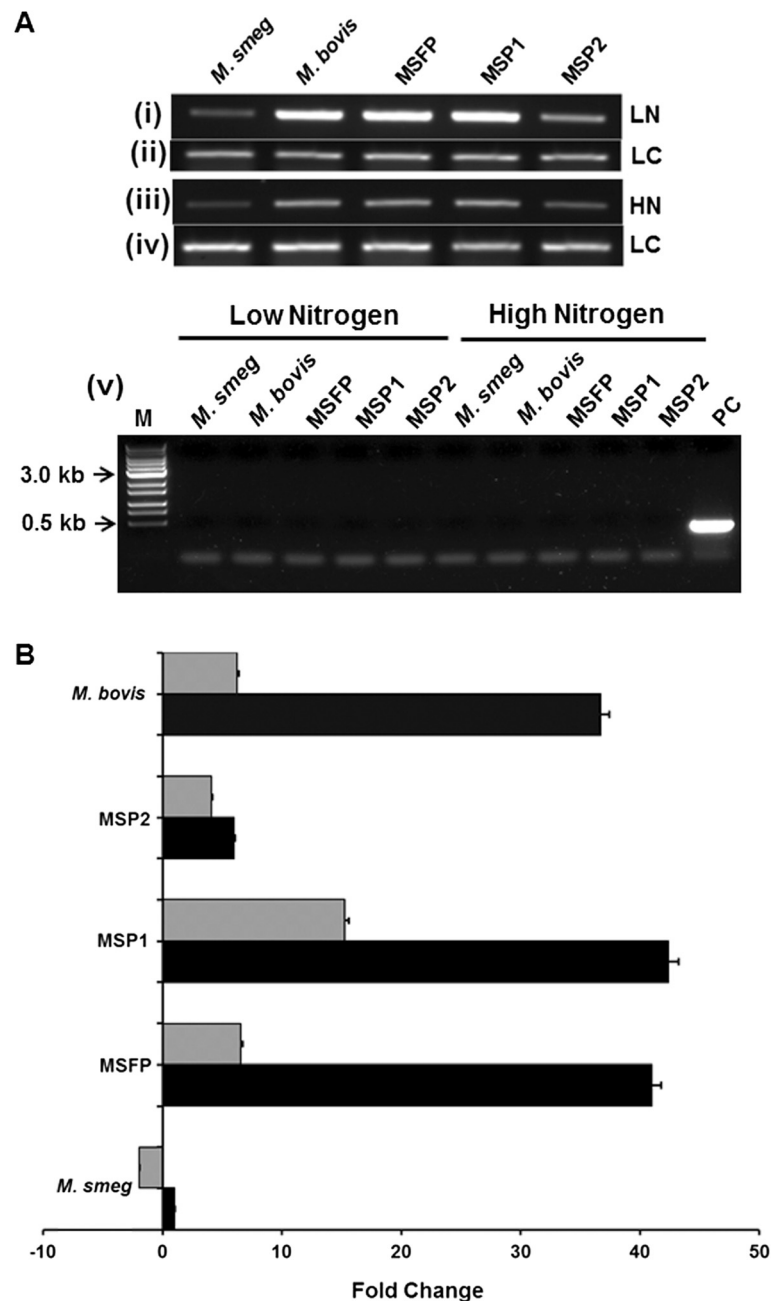 A
M. smeg M. bovis MSFP MSP1 MSP2
(i) LN
(ii) LC
(iii) HN
(iv) LC
Low Nitrogen High Nitrogen
(v)
M M. smeg M. bovis MSFP MSP1 MSP2 M. smeg M. bovis MSFP MSP1 MSP2 PC
3.0 kb
0.5 kb
B
M. bovis
MSP2
MSP1
MSFP
M. smeg
-10 0 10 20 30 40 50
Fold Change